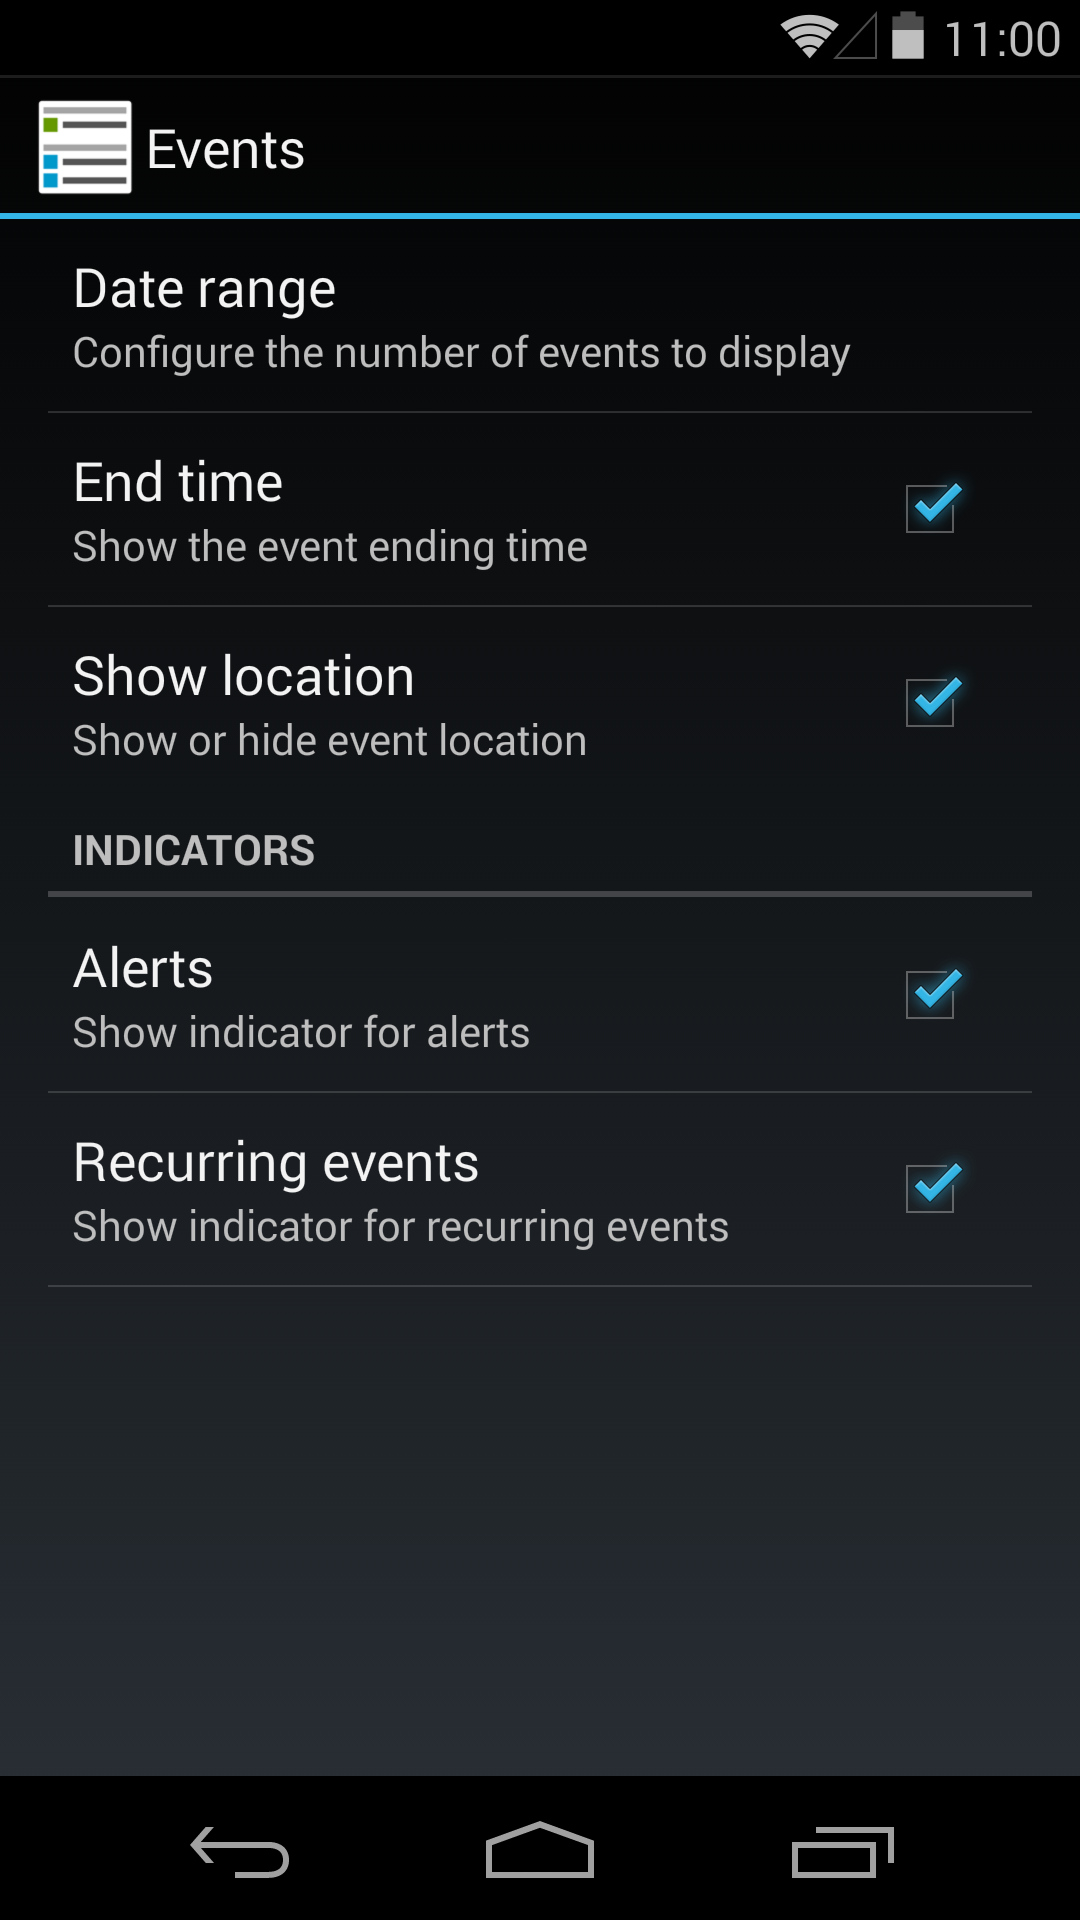 11:00
Events
Date range
Configure the number of events to display
End time
Show the event ending time
Show location
Show or hide event location
INDICATORS
Alerts
Show indicator for alerts
Recurring events
Show indicator for recurring events